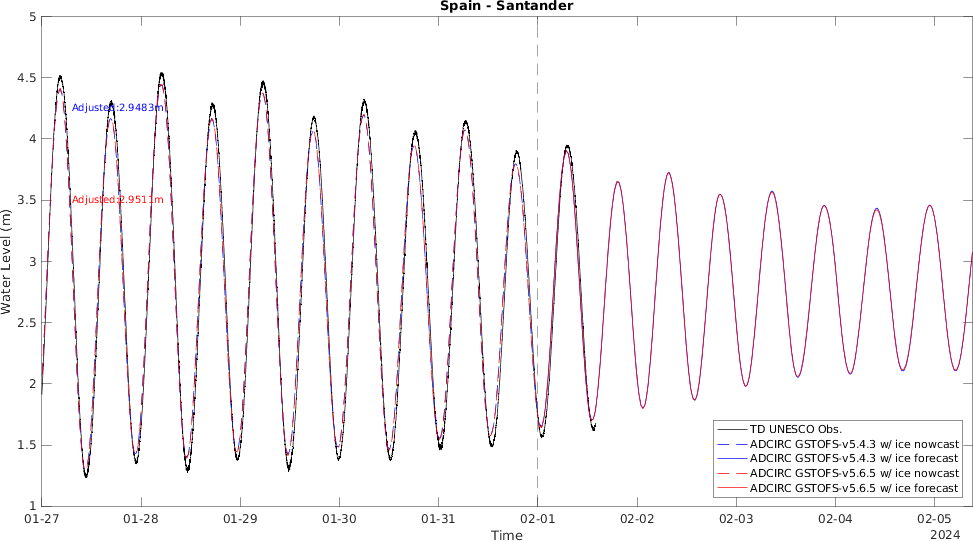 Spain - Santander
5
4.5
4
3.5
3
2.5
2
1.5
1
Water Level (m)
Adjusted:2.9483m
Adjusted:2.9511m
TD UNESCO Obs.
ADCIRC GSTOFS-v5.4.3 w/ ice nowcast
ADCIRC GSTOFS-v5.4.3 w/ ice forecast
ADCIRC GSTOFS-v5.6.5 w/ ice nowcast
ADCIRC GSTOFS-v5.6.5 w/ ice forecast
01-27 01-28 01-29 01-30 01-31 02-01 02-02 02-03 02-04 02-05
Time
2024